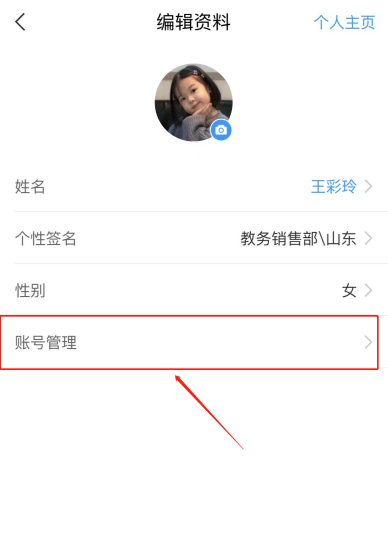 编辑资料
个人主页
姓名
王彩玲
个性签名
教务销售部\山东
性别
女
账号管理